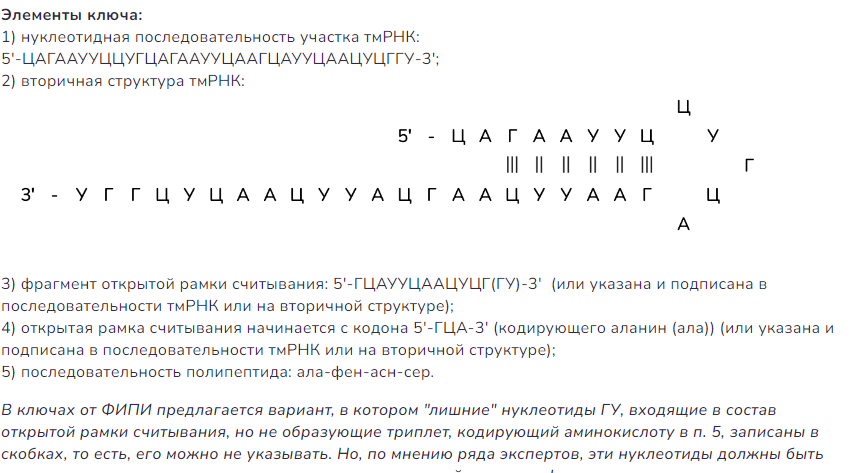 Элементы ключа:
1) нуклеотидная последовательность участка тмРНК:
5'-ЦАГААУУЦЦУГЦАГААУУЦААГЦАУУЦААЦУЦГГУ-3';
2) вторичная структура тмРНК:
Ц
5' - Ц А Г А А У У Ц У
Г
3' - У Г Г Ц У Ц А А Ц У У А Ц Г А А Ц У У А А Г Ц
А
3) фрагмент открытой рамки считывания: 5'-ГЦАУУЦААЦУЦГ(ГУ)-3' (или указана и подписана в
последовательности тмРНК или на вторичной структуре);
4) открытая рамка считывания начинается с кодона 5'-ГЦА-3' (кодирующего аланин (ала)) (или указана и
подписана в последовательности тмРНК или на вторичной структуре);
5) последовательность полипептида: ала-фен-асн-сер.
В ключах от ФИПИ предлагается вариант, в котором "лишние" нуклеотиды ГУ, входящие в состав
открытой рамки считывания, но не образующие триплет, кодирующий аминокислоту в п. 5, записаны в
скобках, то есть, его можно не указывать. Но, по мнению ряда экспертов, эти нуклеотиды должны быть